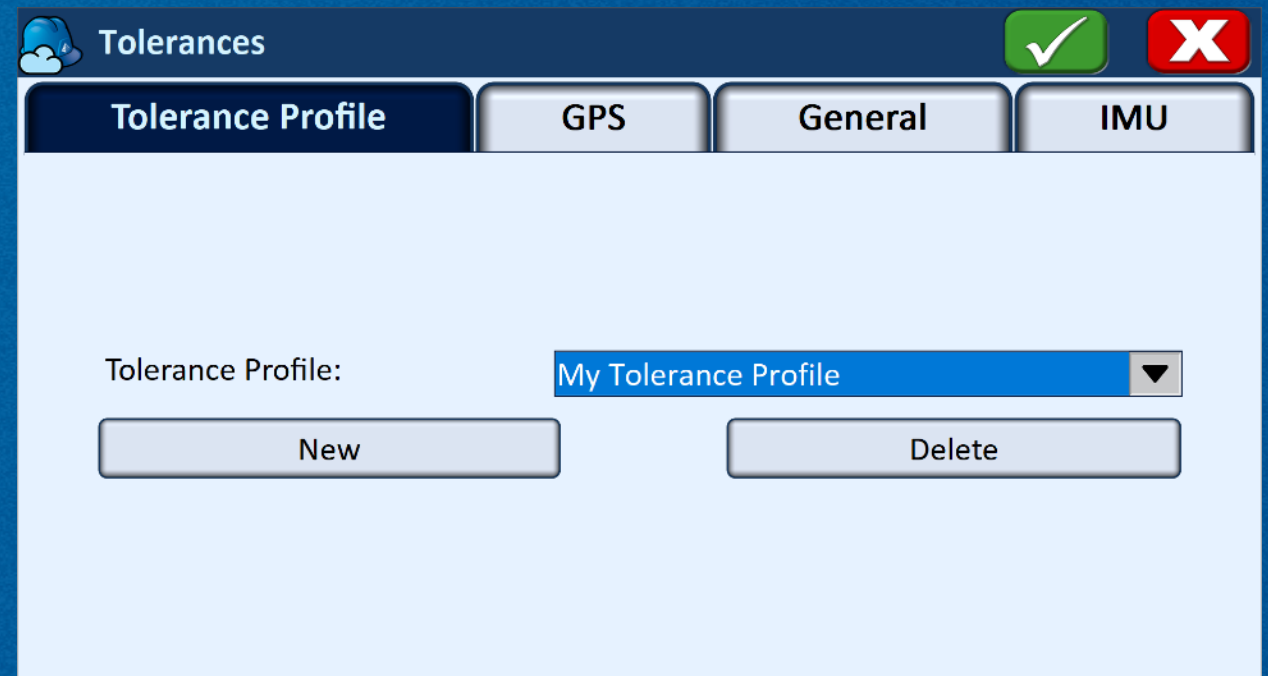 Tolerances
Tolerance Profile GPS General IMU
Tolerance Profile: My Tolerance Profile
New Delete